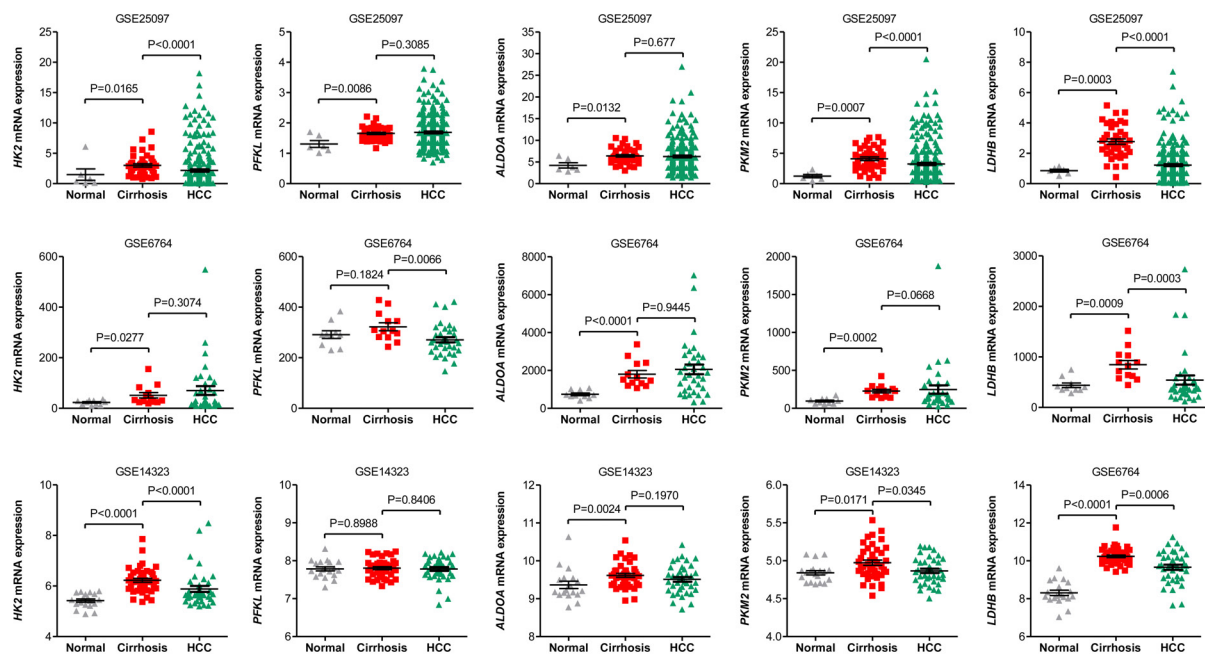 GSE25097
HK2 mRNA expression
25
20
15
10
5
0
P<0.0001
P=0.0165
Normal
Cirrhosis
HCC
GSE25097
PFKL mRNA expression
5
4
3
2
1
0
P=0.3085
P=0.0086
Normal
Cirrhosis
HCC
GSE25097
ALDOA mRNA expression
35
30
25
20
15
10
5
0
P=0.677
P=0.0132
Normal
Cirrhosis
HCC
GSE25097
PKM2 mRNA expression
25
20
15
10
5
0
P<0.0001
P=0.0007
Normal
Cirrhosis
HCC
GSE25097
LDHB mRNA expression
10
8
6
4
2
0
P<0.0001
P=0.0003
Normal
Cirrhosis
HCC
GSE6764
HK2 mRNA expression
600
400
200
0
P=0.3074
P=0.0277
Normal
Cirrhosis
HCC
GSE6764
PFKL mRNA expression
600
400
200
0
P=0.0066
P=0.1824
Normal
Cirrhosis
HCC
GSE6764
ALDOA mRNA expression
8000
6000
4000
2000
0
P=0.9445
P<0.0001
Normal
Cirrhosis
HCC
GSE6764
PKM2 mRNA expression
2000
1500
1000
500
0
P=0.0668
P=0.0002
Normal
Cirrhosis
HCC
GSE6764
LDHB mRNA expression
3000
2000
1000
0
P=0.0003
P=0.0009
Normal
Cirrhosis
HCC
GSE14323
HK2 mRNA expression
10
8
6
4
P<0.0001
P<0.0001
Normal
Cirrhosis
HCC
GSE14323
PFKL mRNA expression
10
9
8
7
6
P=0.8406
P=0.8988
Normal
Cirrhosis
HCC
GSE14323
ALDOA mRNA expression
12
11
10
9
8
P=0.1970
P=0.0024
Normal
Cirrhosis
HCC
GSE14323
PKM2 mRNA expression
6.0
5.5
5.0
4.5
4.0
P=0.0171
P=0.0345
Normal
Cirrhosis
HCC
GSE6764
LDHB mRNA expression
14
12
10
8
6
P=0.0006
P<0.0001
Normal
Cirrhosis
HCC